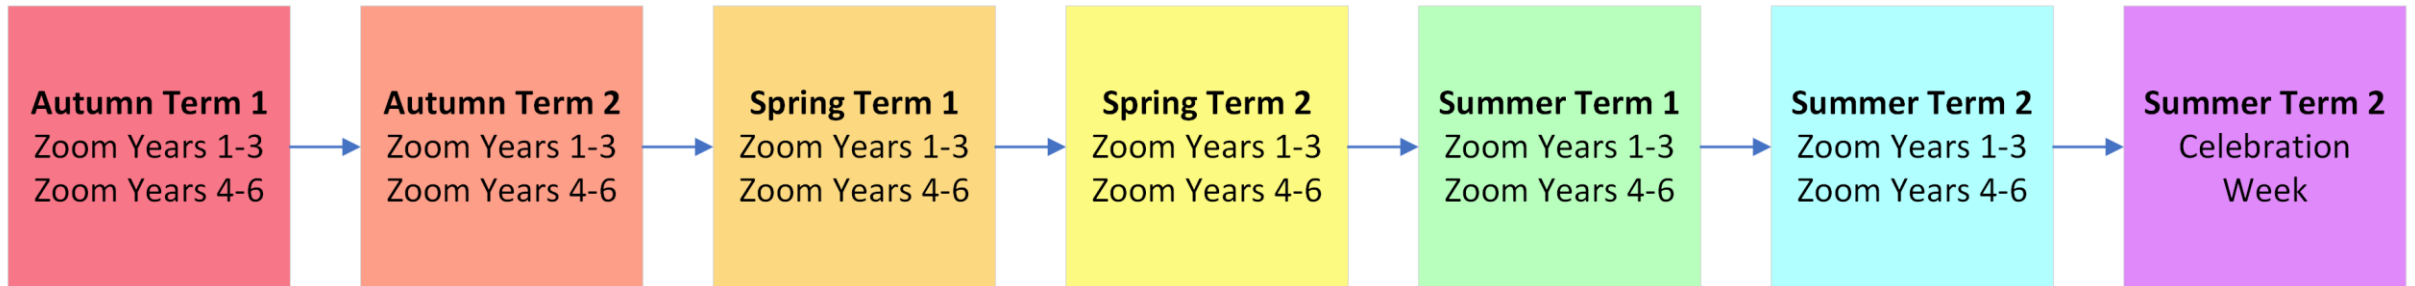 Autumn Term 1
Zoom Years 1-3
Zoom Years 4-6
Autumn Term 2
Zoom Years 1-3
Zoom Years 4-6
Spring Term 1
Zoom Years 1-3
Zoom Years 4-6
Spring Term 2
Zoom Years 1-3
Zoom Years 4-6
Summer Term 1
Zoom Years 1-3
Zoom Years 4-6
Summer Term 2
Zoom Years 1-3
Zoom Years 4-6
Summer Term 2
Celebration
Week